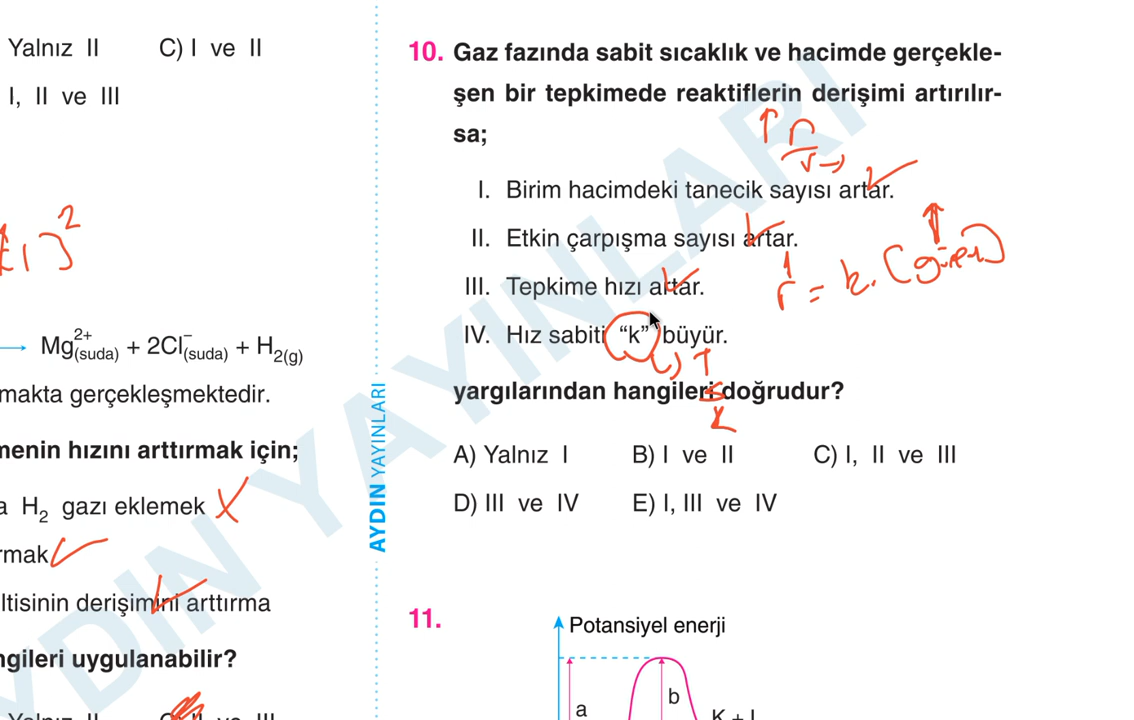 Yalnız II C) I ve II
I, II ve III
→ Mg2+(suda) + 2Cl−(suda) + H2(g)
makta gerçekleşmektedir.
menin hızını arttırmak için;
a H2 gazı eklemek X
rmak
ltisinin derişimini arttırma
ngileri uygulanabilir?
AYDIN YAYINLARI
10. Gaz fazında sabit sıcaklık ve hacimde gerçekle-
şen bir tepkimede reaktiflerin derişimi artırılır-
sa;
I. Birim hacimdeki tanecik sayısı artar.
II. Etkin çarpışma sayısı artar.
III. Tepkime hızı artar.
r = k.
IV. Hız sabiti “k” büyür.
yargılarından hangileri doğrudur?
A) Yalnız I B) I ve II C) I, II ve III
D) III ve IV E) I, III ve IV
11.
Potansiyel enerji
b
a
AYDIN YAYINLARI